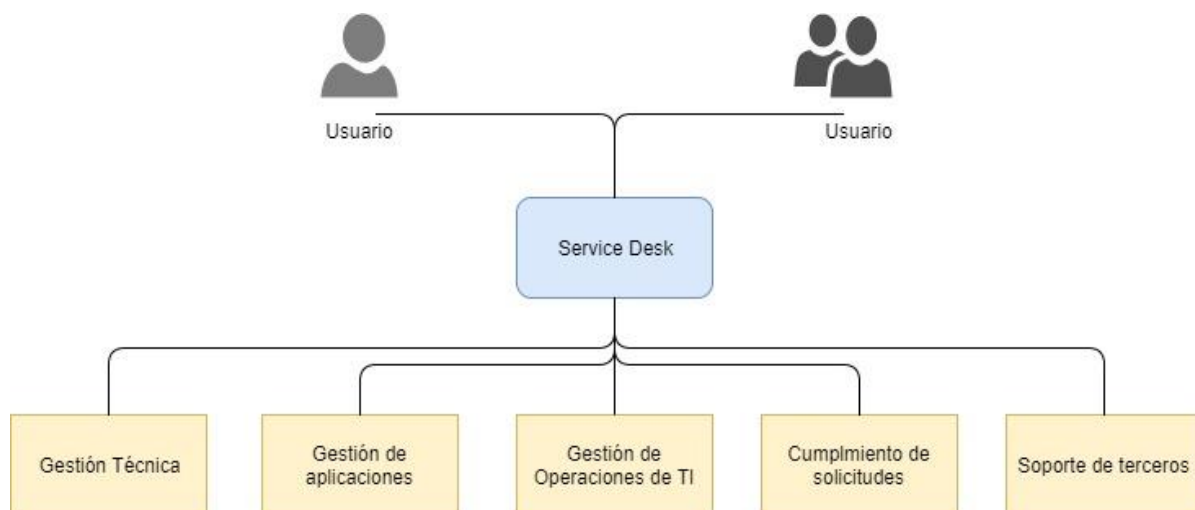 Usuario
Usuario
Service Desk
Gestión Técnica
Gestión de
aplicaciones
Gestión de
Operaciones de TI
Cumplmiento de
solicitudes
Soporte de terceros